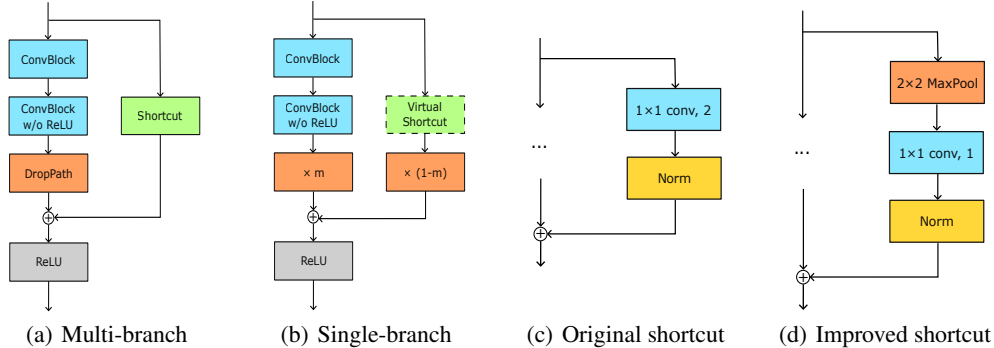 ConvBlock
ConvBlock
w/o ReLU
Shortcut
DropPath
+
ReLU
(a) Multi-branch
ConvBlock
ConvBlock
w/o ReLU
Virtual
Shortcut
× m
× (1-m)
+
ReLU
(b) Single-branch
1×1 conv, 2
...
Norm
+
(c) Original shortcut
2×2 MaxPool
1×1 conv, 1
...
Norm
+
(d) Improved shortcut